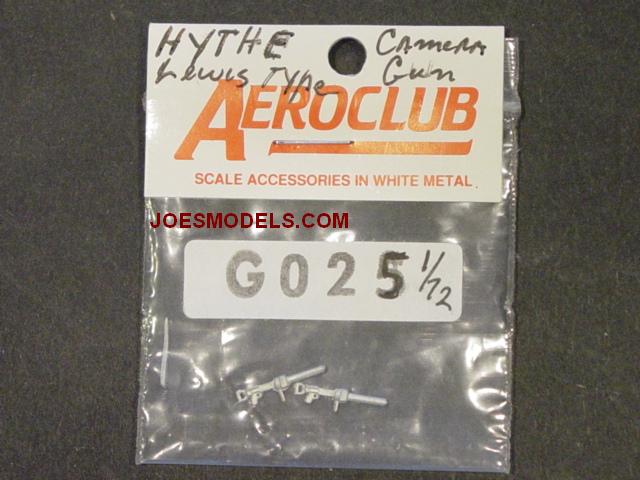 HYTHE Camera
Lewis Type Gun
AEROCLUB
SCALE ACCESSORIES IN WHITE METAL
JOESMODELS.COM
G025 1/72